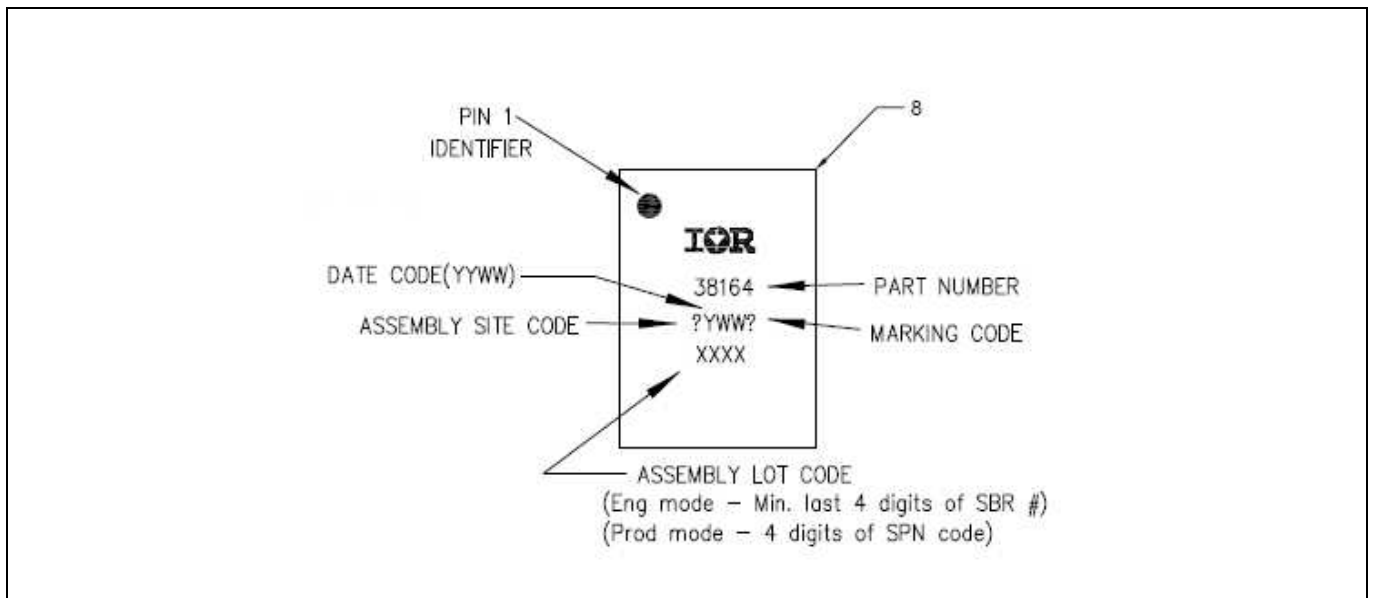 PIN 1
IDENTIFIER
8
IOR
DATE CODE(YYWW)
38164
PART NUMBER
ASSEMBLY SITE CODE
?YWW?
MARKING CODE
XXXX
ASSEMBLY LOT CODE
(Eng mode – Min. last 4 digits of SBR #)
(Prod mode – 4 digits of SPN code)